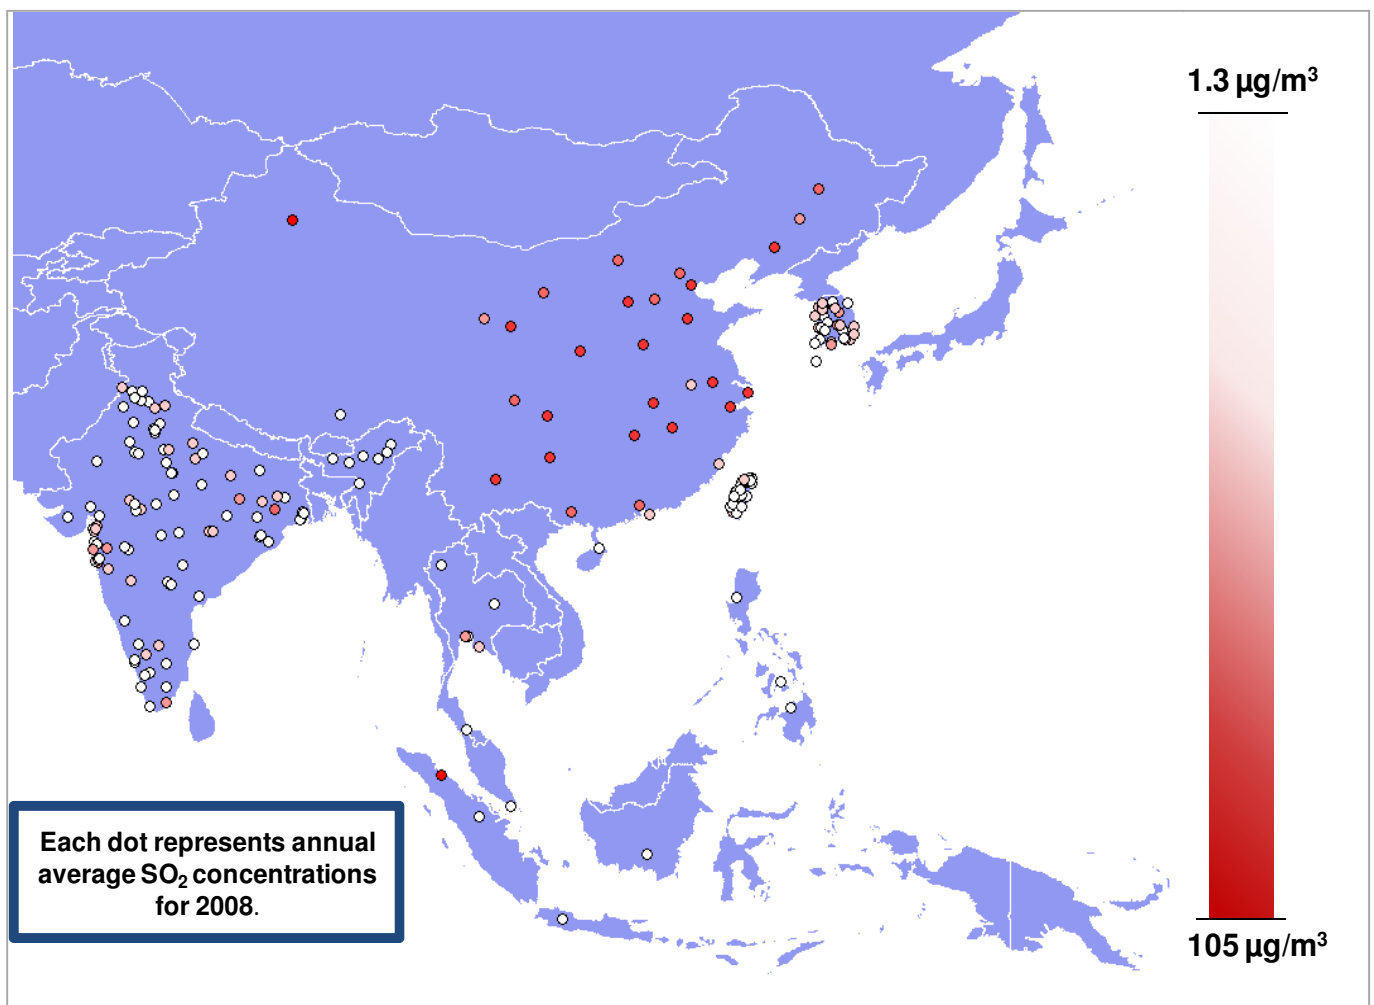 1.3 µg/m³
Each dot represents annual
average SO₂ concentrations
for 2008.
105 µg/m³